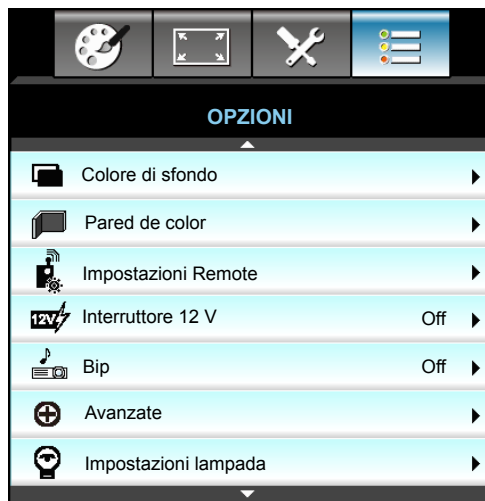 OPZIONI
Colore di sfondo
Pared de color
Impostazioni Remote
12V Interruttore 12 V Off
Bip Off
Avanzate
Impostazioni lampada